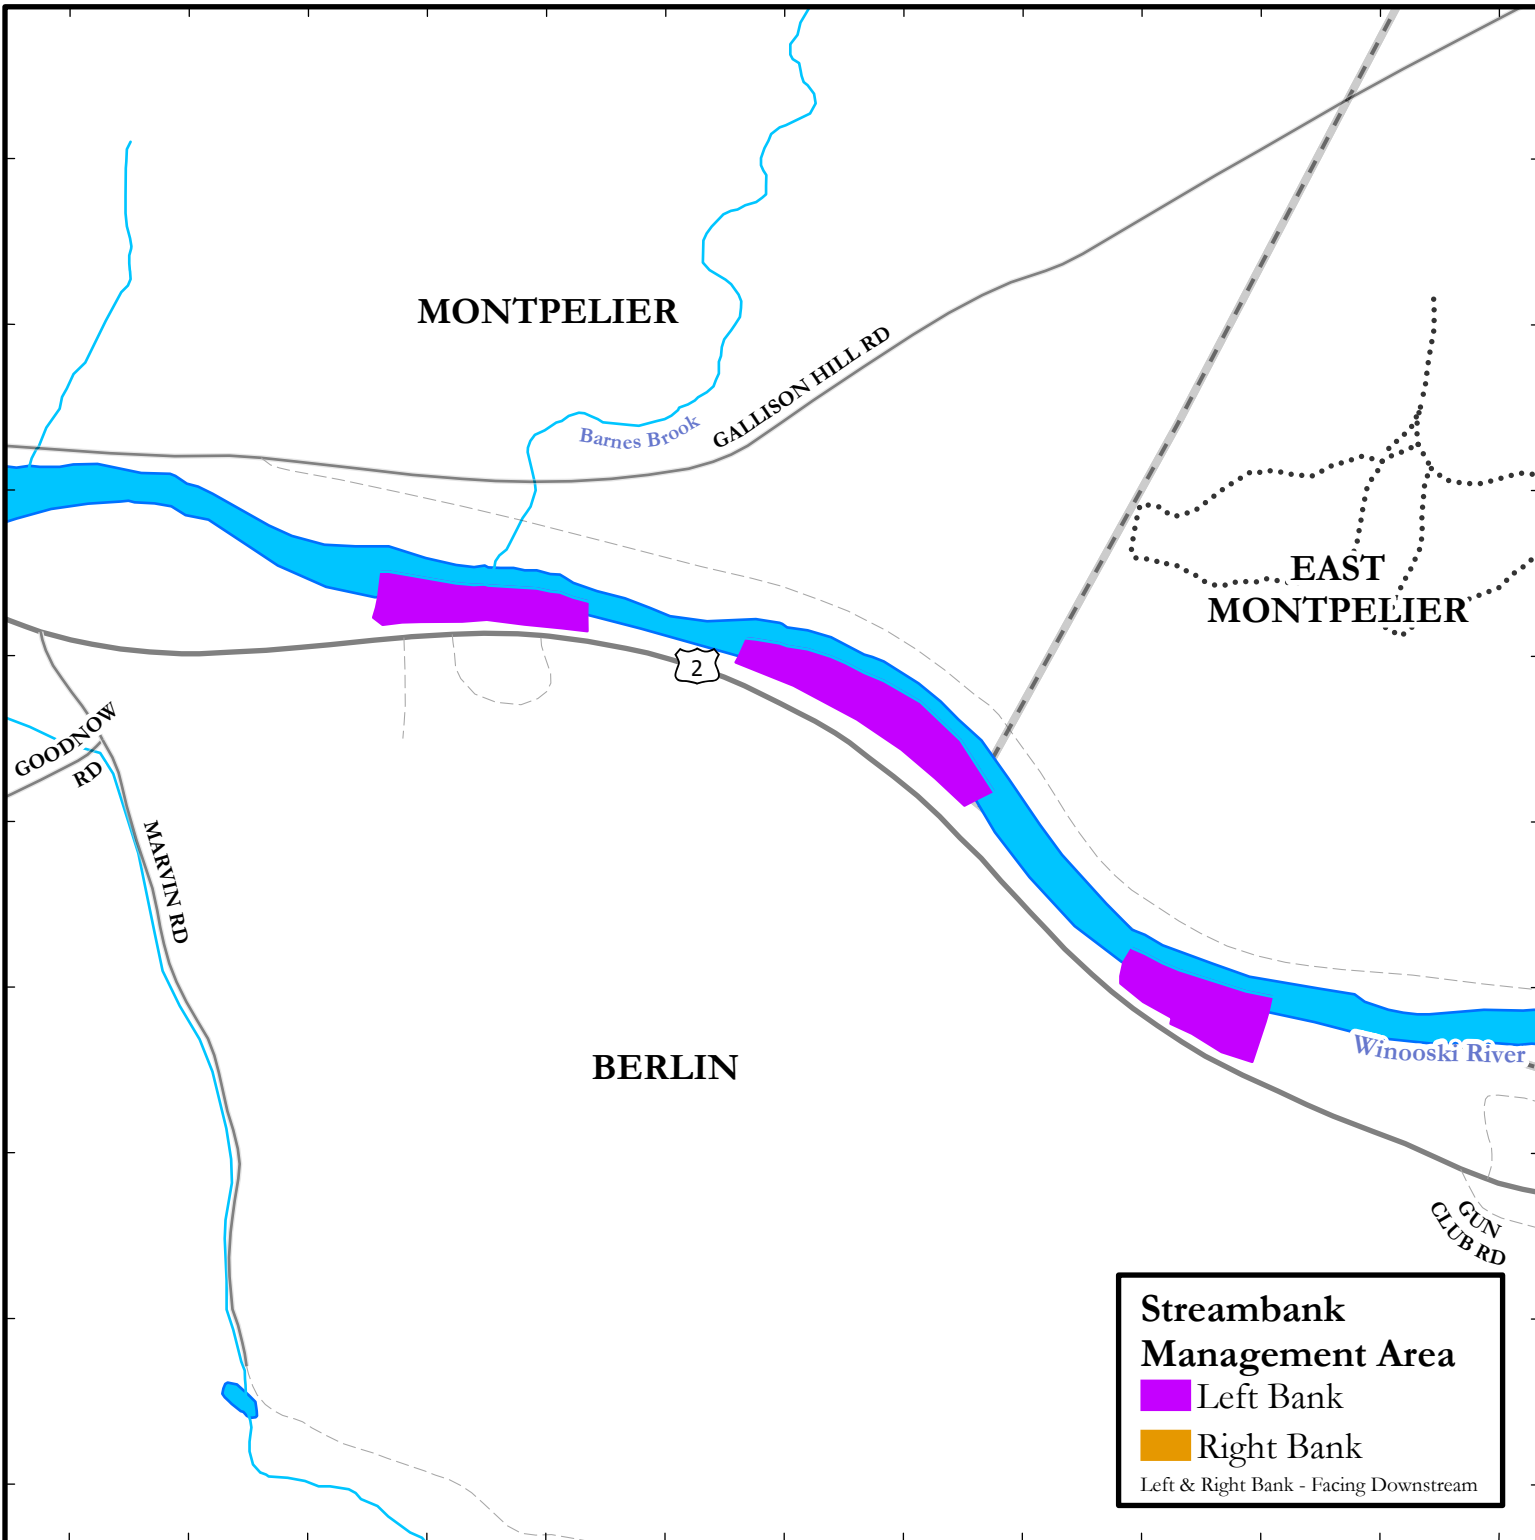 MONTPELIER
GALLISON HILL RD
Barnes Brook
EAST
MONTPELIER
2
GOODNOW
RD
MARVIN RD
BERLIN
Winooski River
GUN
CLUB RD
Streambank
Management Area
Left Bank
Right Bank
Left & Right Bank - Facing Downstream